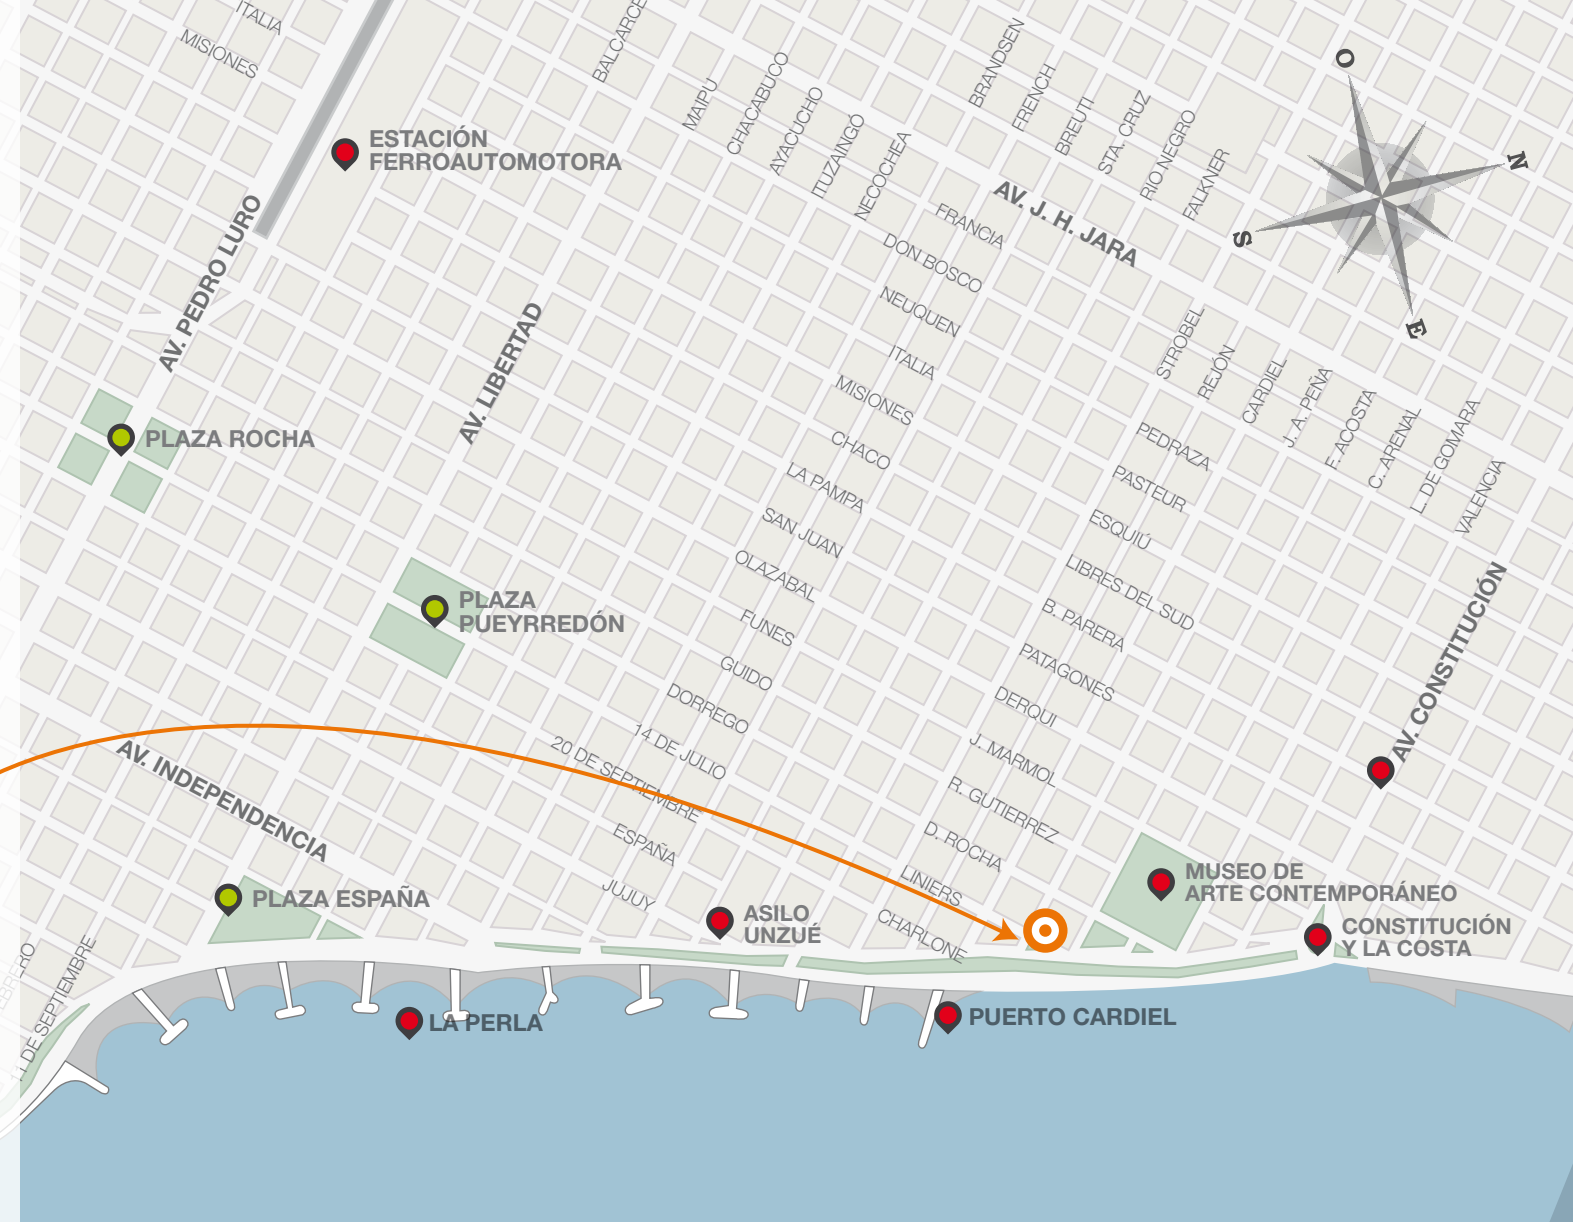 ITALIA
MISIONES
BALCARCE
MAIPU
CHACABUCO
AYACUCHO
ITUZAINGÓ
NECOCHEA
BRANDSEN
FRENCH
BREUTI
STA. CRUZ
RIO NEGRO
FALKNER
O
N
S
E
ESTACIÓN
FERROAUTOMOTORA
AV. PEDRO LURO
AV. LIBERTAD
AV. J. H. JARA
FRANCIA
DON BOSCO
NEUQUEN
ITALIA
MISIONES
CHACO
LA PAMPA
SAN JUAN
OLAZABAL
FUNES
GUIDO
DORREGO
14 DE JULIO
20 DE SEPTIEMBRE
ESPAÑA
JUJUY
STROBEL
REJÓN
CARDIEL
J. A. PEÑA
F. ACOSTA
C. ARENAL
L. DE GOMARA
VALENCIA
PEDRAZA
PASTEUR
ESQUIÚ
LIBRES DEL SUD
B. PARERA
PATAGONES
DERQUI
J. MARMOL
R. GUTIERREZ
D. ROCHA
LINIERS
CHARLONE
AV. CONSTITUCIÓN
PLAZA ROCHA
PLAZA
PUEYRREDÓN
AV. INDEPENDENCIA
PLAZA ESPAÑA
ASILO
UNZUÉ
MUSEO DE
ARTE CONTEMPORÁNEO
CONSTITUCIÓN
Y LA COSTA
LA PERLA
PUERTO CARDIEL
11 DE SEPTIEMBRE